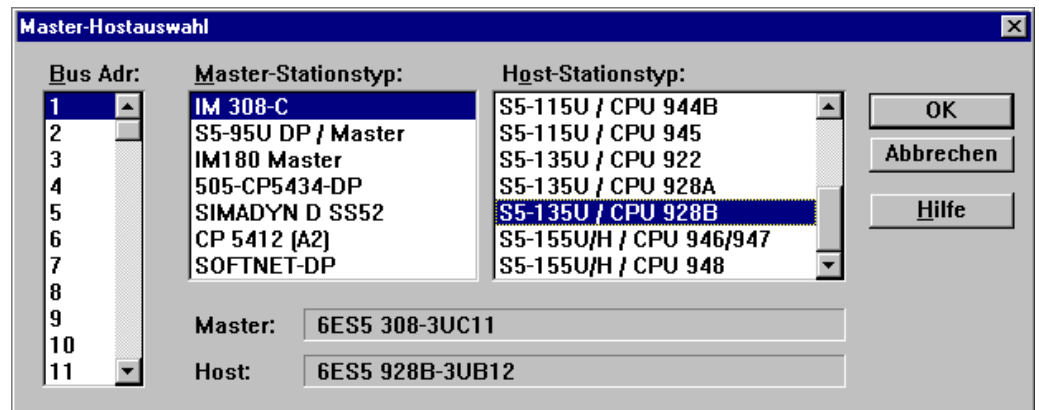 Master-Hostauswahl
Bus Adr:
1
2
3
4
5
6
7
8
9
10
11
Master-Stationstyp:
IM 308-C
S5-95U DP / Master
IM180 Master
505-CP5434-DP
SIMADYN D SS52
CP 5412 (A2)
SOFTNET-DP
Host-Stationstyp:
S5-115U / CPU 944B
S5-115U / CPU 945
S5-135U / CPU 922
S5-135U / CPU 928A
S5-135U / CPU 928B
S5-155U/H / CPU 946/947
S5-155U/H / CPU 948
OK
Abbrechen
Hilfe
Master: 6ES5 308-3UC11
Host: 6ES5 928B-3UB12